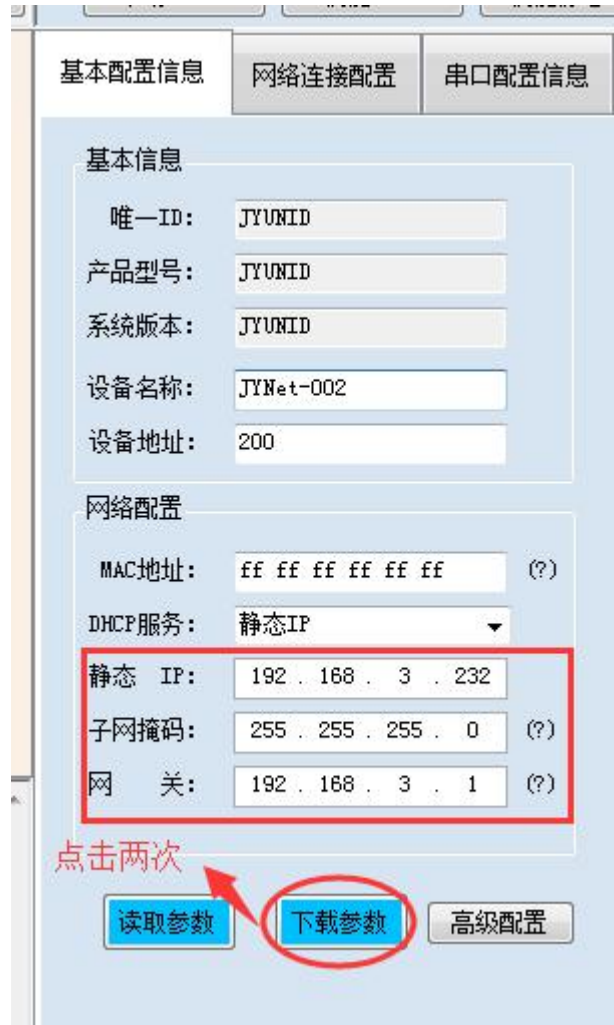 基本配置信息 网络连接配置 串口配置信息
基本信息
唯一ID: JYUNID
产品型号: JYUNID
系统版本: JYUNID
设备名称: JYNet-002
设备地址: 200
网络配置
MAC地址: ff ff ff ff ff ff (?)
DHCP服务: 静态IP
静态 IP: 192 . 168 . 3 . 232
子网掩码: 255 . 255 . 255 . 0 (?)
网 关: 192 . 168 . 3 . 1 (?)
点击两次
读取参数 下载参数 高级配置